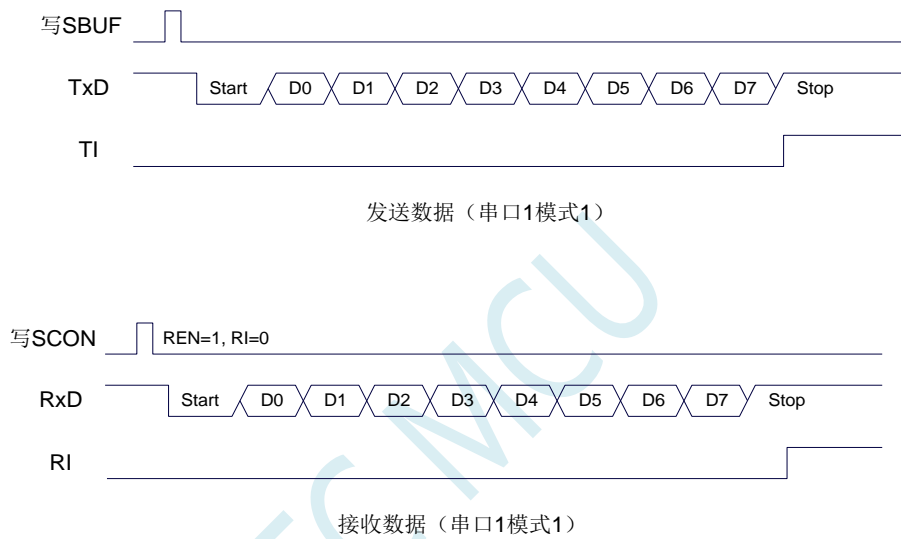 写SBUF
TxD Start D0 D1 D2 D3 D4 D5 D6 D7 Stop
TI
发送数据（串口1模式1）
写SCON REN=1, RI=0
RxD Start D0 D1 D2 D3 D4 D5 D6 D7 Stop
RI
接收数据（串口1模式1）
MCU